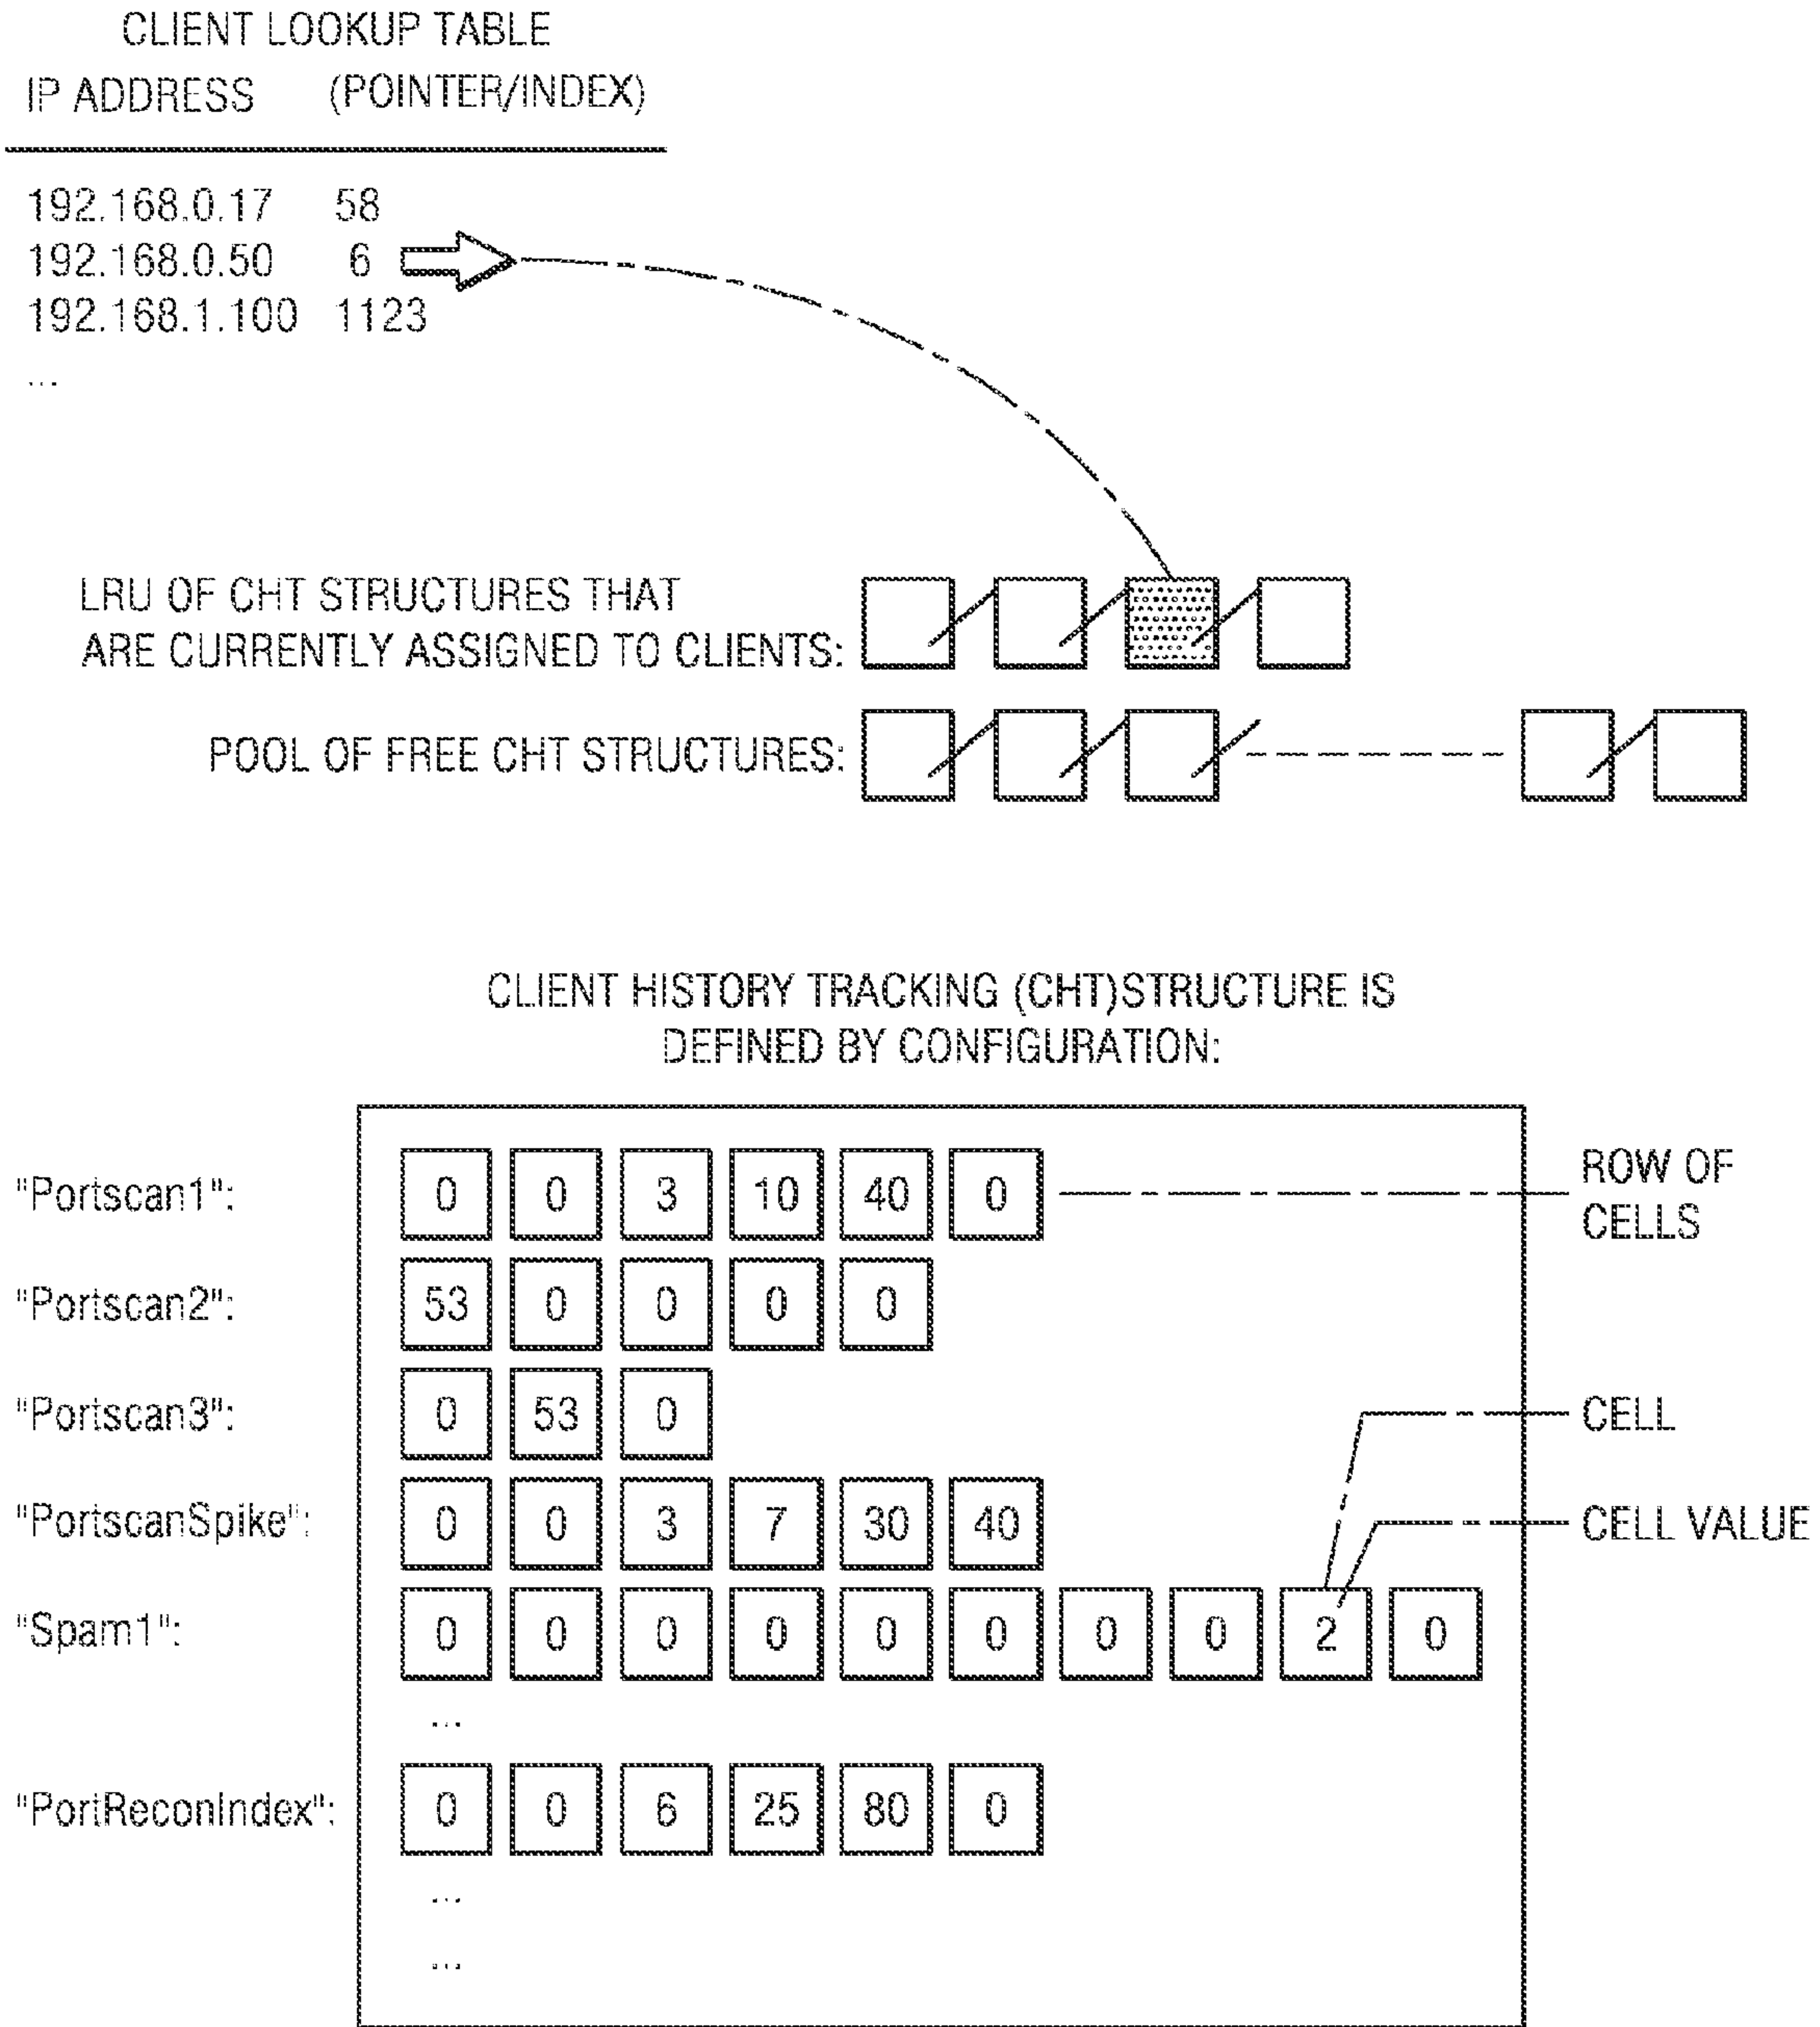 CLIENT LOOKUP TABLE
IP ADDRESS (POINTER/INDEX)
192.168.0.17 58
192.168.0.50 6
192.168.1.100 1123
...
LRU OF CHT STRUCTURES THAT
ARE CURRENTLY ASSIGNED TO CLIENTS:
POOL OF FREE CHT STRUCTURES:
CLIENT HISTORY TRACKING (CHT)STRUCTURE IS
DEFINED BY CONFIGURATION:
"Portscan1": 0 0 3 10 40 0 ROW OF
CELLS
"Portscan2": 53 0 0 0 0
"Portscan3": 0 53 0 CELL
"PortscanSpike": 0 0 3 7 30 40 CELL VALUE
"Spam1": 0 0 0 0 0 0 0 0 2 0
...
"PortReconIndex": 0 0 6 25 80 0
...
...